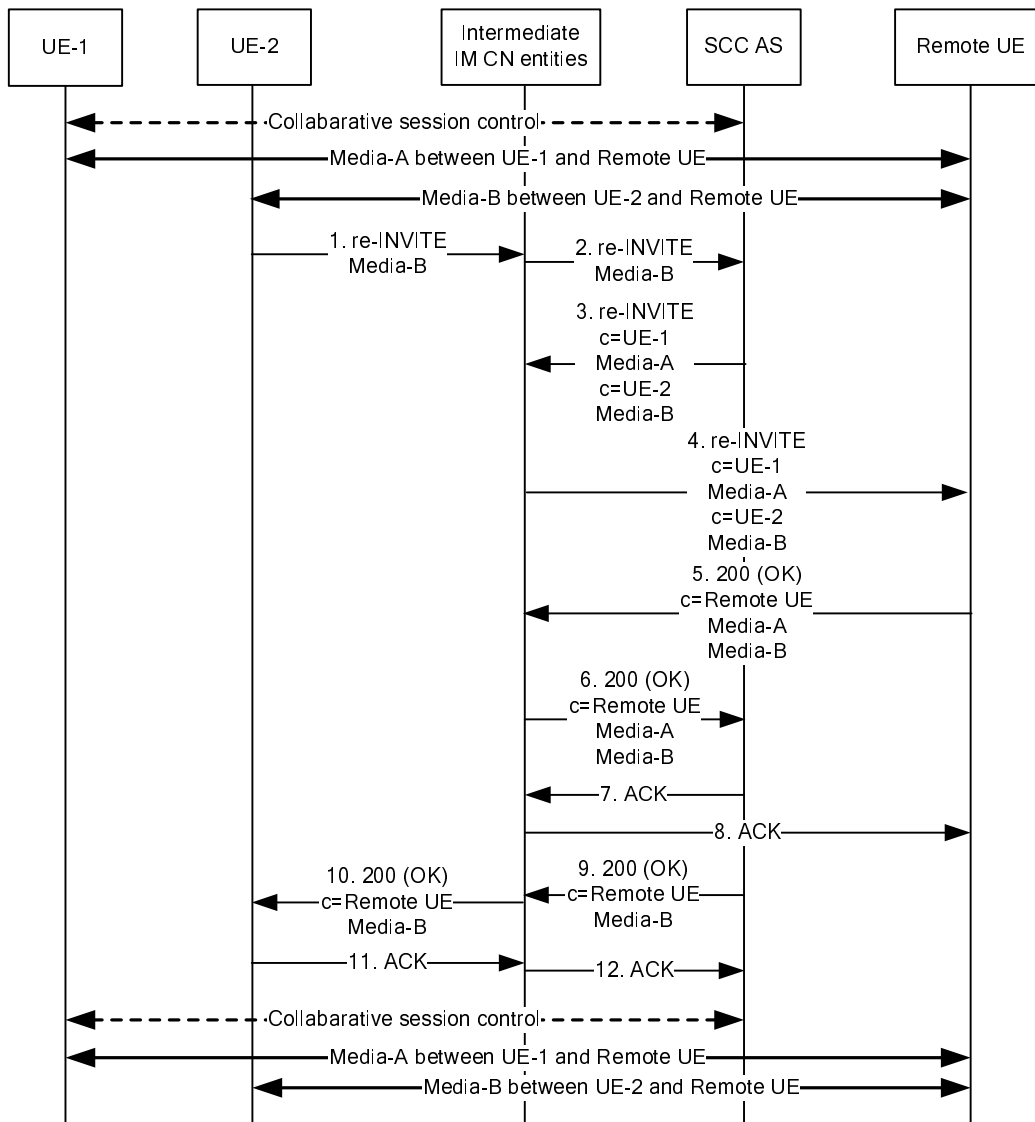 UE-1
UE-2
Intermediate
IM CN entities
SCC AS
Remote UE
Collabarative session control
Media-A between UE-1 and Remote UE
Media-B between UE-2 and Remote UE
1. re-INVITE
Media-B
2. re-INVITE
Media-B
3. re-INVITE
c=UE-1
Media-A
c=UE-2
Media-B
4. re-INVITE
c=UE-1
Media-A
c=UE-2
Media-B
5. 200 (OK)
c=Remote UE
Media-A
Media-B
6. 200 (OK)
c=Remote UE
Media-A
Media-B
7. ACK
8. ACK
9. 200 (OK)
c=Remote UE
Media-B
10. 200 (OK)
c=Remote UE
Media-B
11. ACK
12. ACK
Collabarative session control
Media-A between UE-1 and Remote UE
Media-B between UE-2 and Remote UE